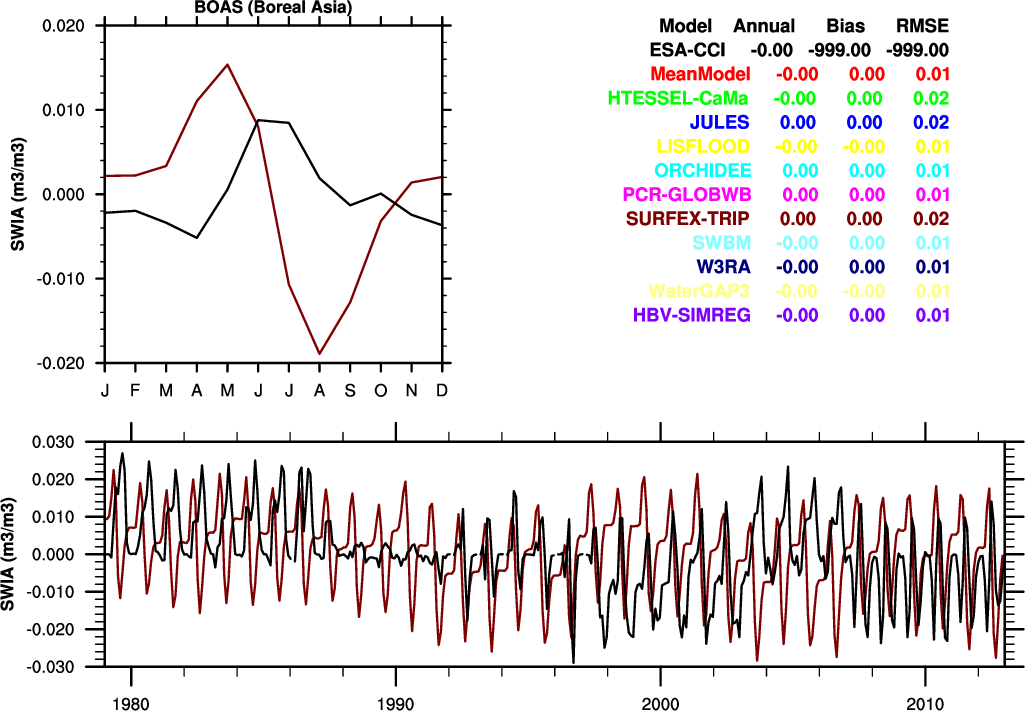 BOAS (Boreal Asia)
SWIA (m3/m3)
0.020
0.010
0.000
-0.010
-0.020
J F M A M J J A S O N D
Model Annual Bias RMSE
ESA-CCI -0.00 -999.00 -999.00
MeanModel -0.00 0.00 0.01
HTESSEL-CaMa -0.00 0.00 0.02
JULES 0.00 0.00 0.02
LISFLOOD -0.00 -0.00 0.01
ORCHIDEE 0.00 0.00 0.01
PCR-GLOBWB 0.00 0.00 0.01
SURFEX-TRIP 0.00 0.00 0.02
SWBM -0.00 0.00 0.01
W3RA -0.00 0.00 0.01
WaterGAP3 -0.00 -0.00 0.01
HBV-SIMREG -0.00 0.00 0.01
SWIA (m3/m3)
0.030
0.020
0.010
0.000
-0.010
-0.020
-0.030
1980 1990 2000 2010